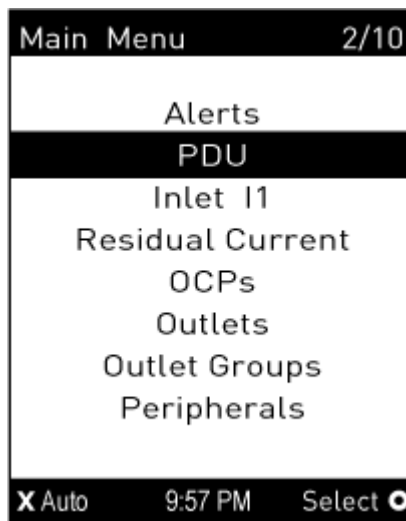 Main Menu 2/10
Alerts
PDU
Inlet I1
Residual Current
OCPs
Outlets
Outlet Groups
Peripherals
X Auto 9:57 PM Select